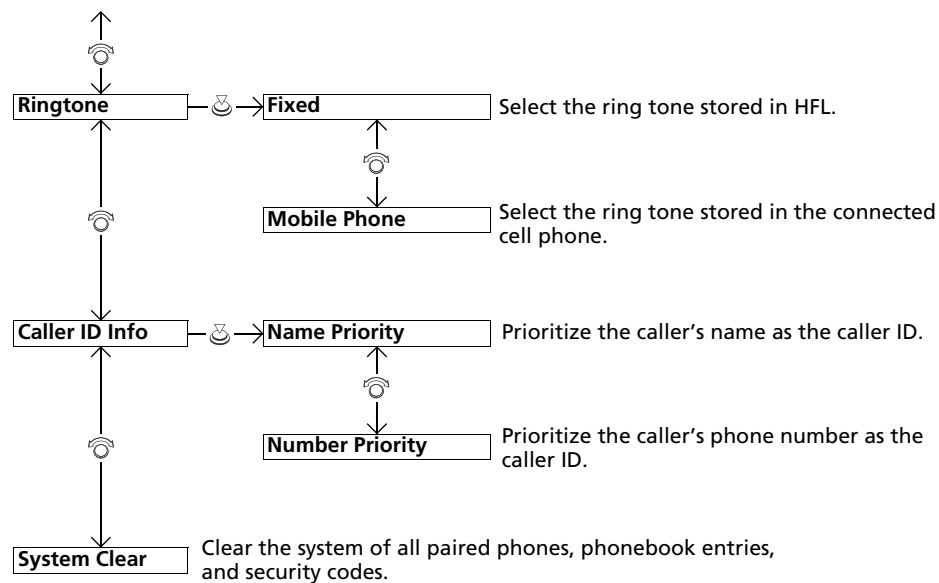 Ringtone
Fixed
Select the ring tone stored in HFL.
Mobile Phone
Select the ring tone stored in the connected
cell phone.
Caller ID Info
Name Priority
Prioritize the caller’s name as the caller ID.
Number Priority
Prioritize the caller’s phone number as the
caller ID.
System Clear
Clear the system of all paired phones, phonebook entries,
and security codes.